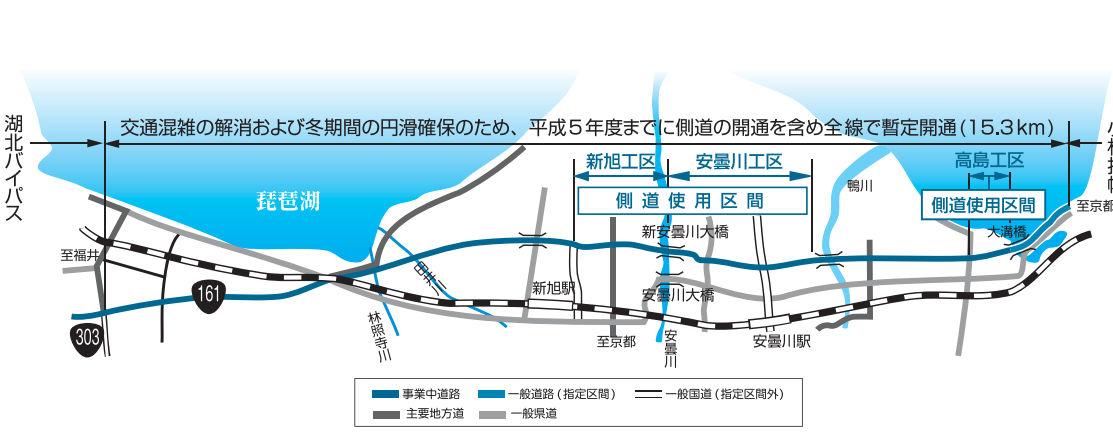 湖北バイパス
交通混雑の解消および冬期間の円滑確保のため、平成5年度までに側道の開通を含め全線で暫定開通(15.3km)
新旭工区
安曇川工区
高島工区
側道使用区間
側道使用区間
琵琶湖
鴨川
至京都
大溝橋
新安曇川大橋
至福井
新旭駅
安曇川大橋
161
303
林照寺川
至京都
安曇川
安曇川駅
事業中道路
一般道路(指定区間)
一般国道(指定区間外)
主要地方道
一般県道